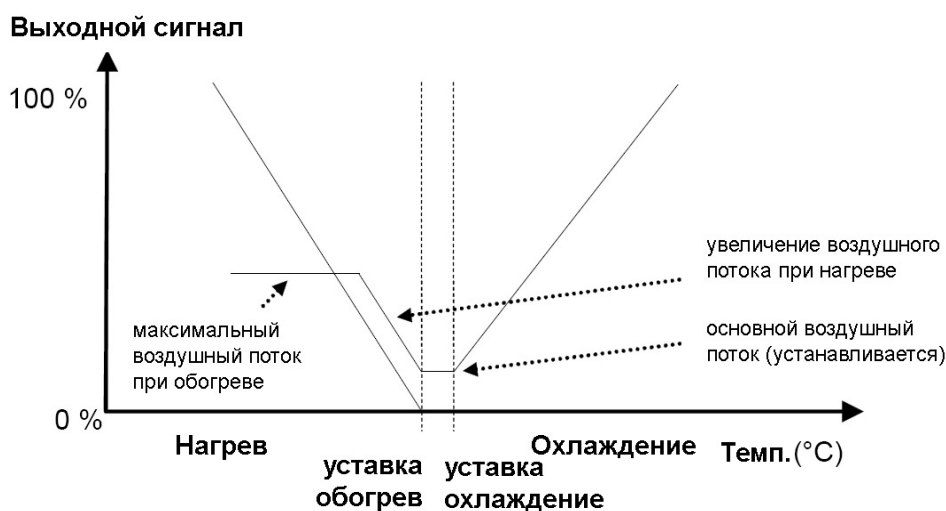 Выходной сигнал
100 %
увеличение воздушного
потока при нагреве
максимальный
воздушный поток
при обогреве
основной воздушный
поток (устанавливается)
0 %
Нагрев
Охлаждение
Темп.(°C)
уставка
обогрев
уставка
охлаждение